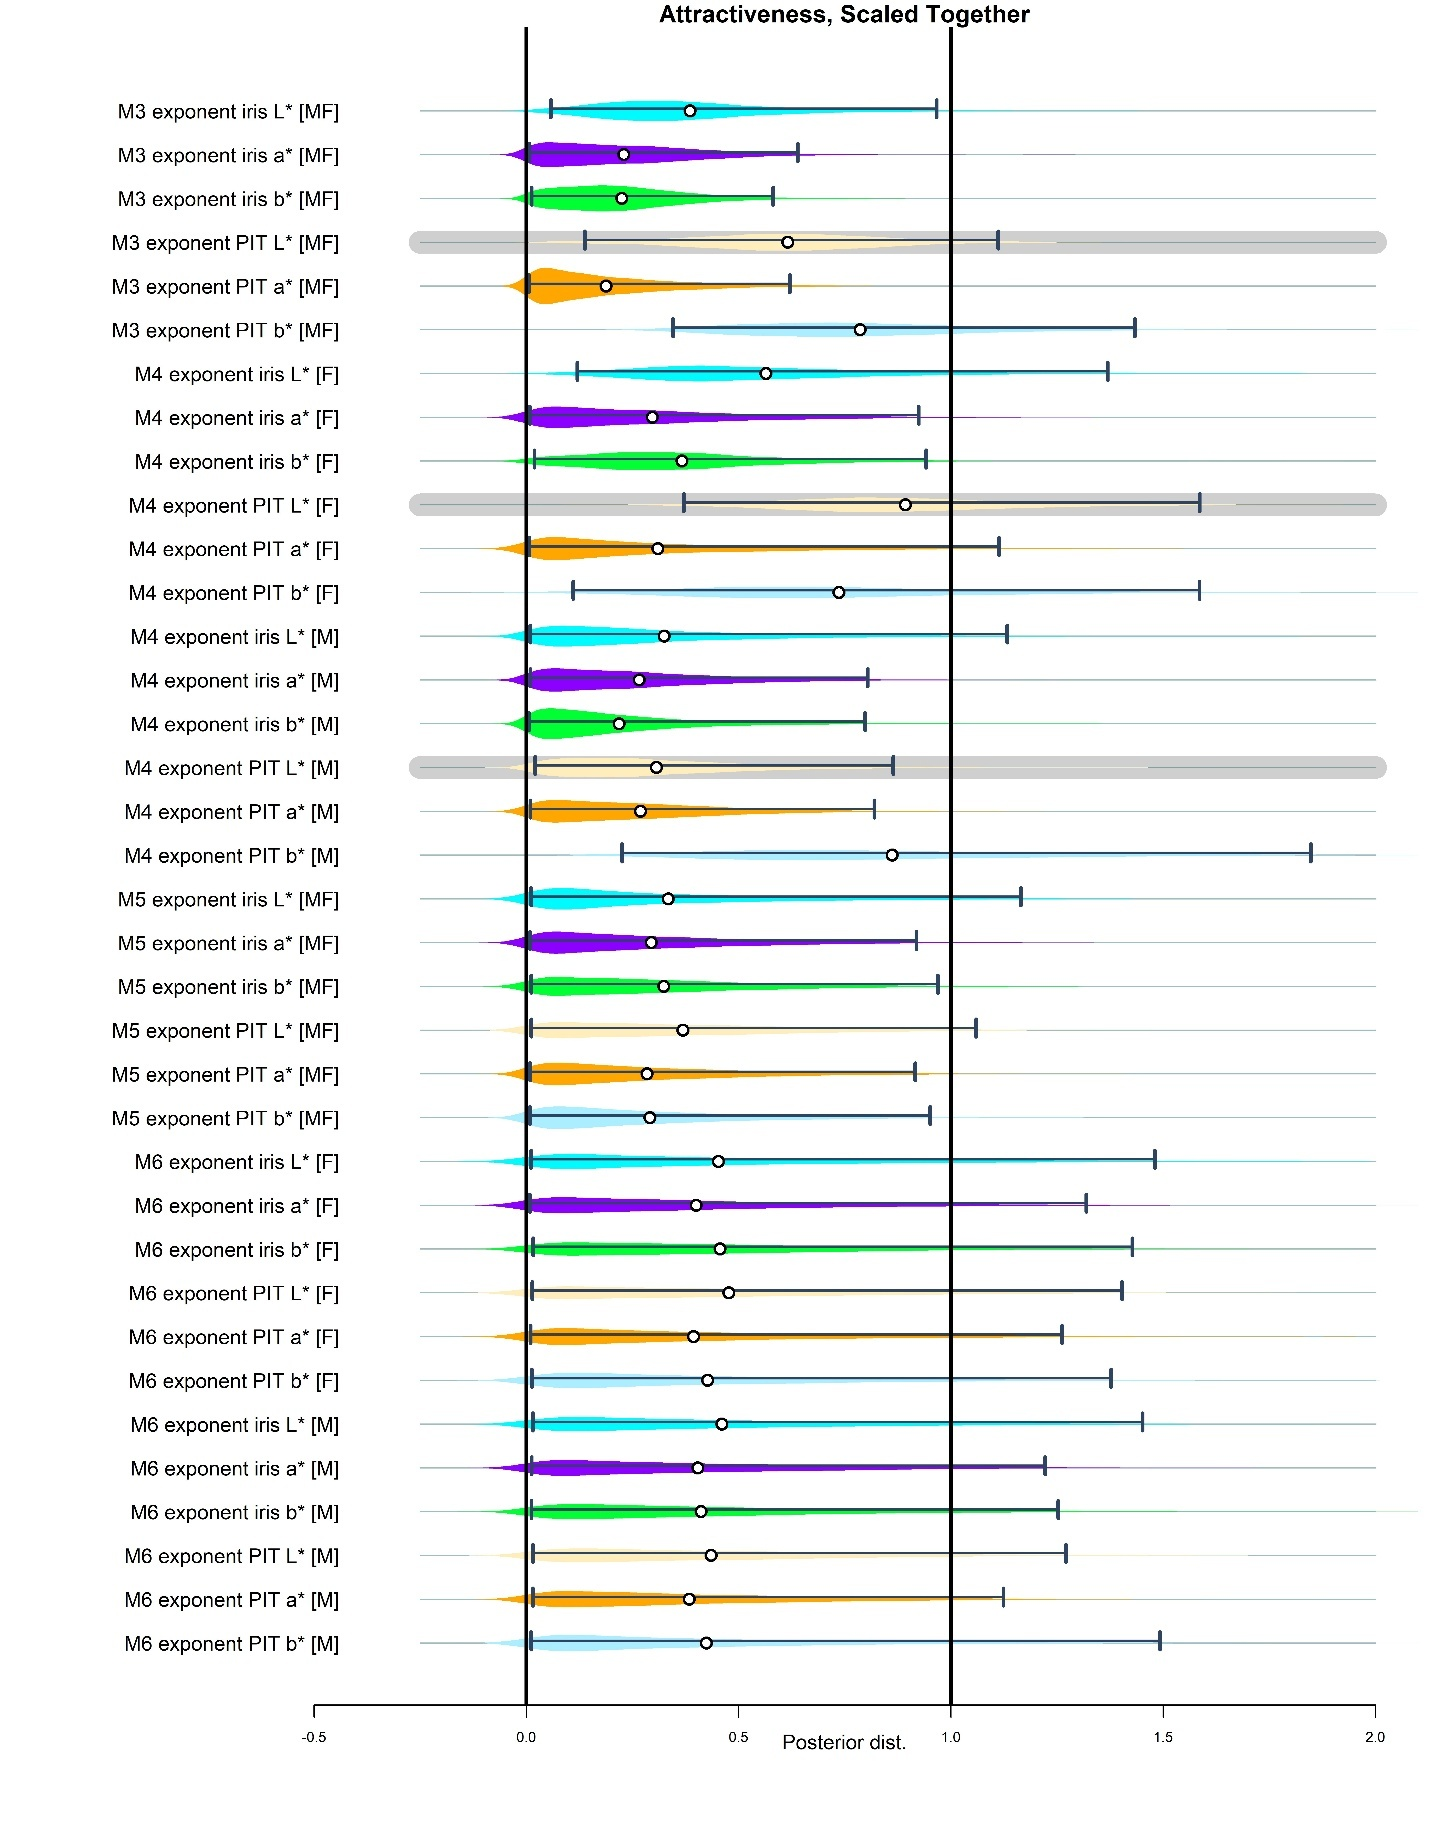 Attractiveness, Scaled Together
M3 exponent iris L* [MF]
M3 exponent iris a* [MF]
M3 exponent iris b* [MF]
M3 exponent PIT L* [MF]
M3 exponent PIT a* [MF]
M3 exponent PIT b* [MF]
M4 exponent iris L* [F]
M4 exponent iris a* [F]
M4 exponent iris b* [F]
M4 exponent PIT L* [F]
M4 exponent PIT a* [F]
M4 exponent PIT b* [F]
M4 exponent iris L* [M]
M4 exponent iris a* [M]
M4 exponent iris b* [M]
M4 exponent PIT L* [M]
M4 exponent PIT a* [M]
M4 exponent PIT b* [M]
M5 exponent iris L* [MF]
M5 exponent iris a* [MF]
M5 exponent iris b* [MF]
M5 exponent PIT L* [MF]
M5 exponent PIT a* [MF]
M5 exponent PIT b* [MF]
M6 exponent iris L* [F]
M6 exponent iris a* [F]
M6 exponent iris b* [F]
M6 exponent PIT L* [F]
M6 exponent PIT a* [F]
M6 exponent PIT b* [F]
M6 exponent iris L* [M]
M6 exponent iris a* [M]
M6 exponent iris b* [M]
M6 exponent PIT L* [M]
M6 exponent PIT a* [M]
M6 exponent PIT b* [M]
-0.5 0.0 0.5 1.0 1.5 2.0
Posterior dist.